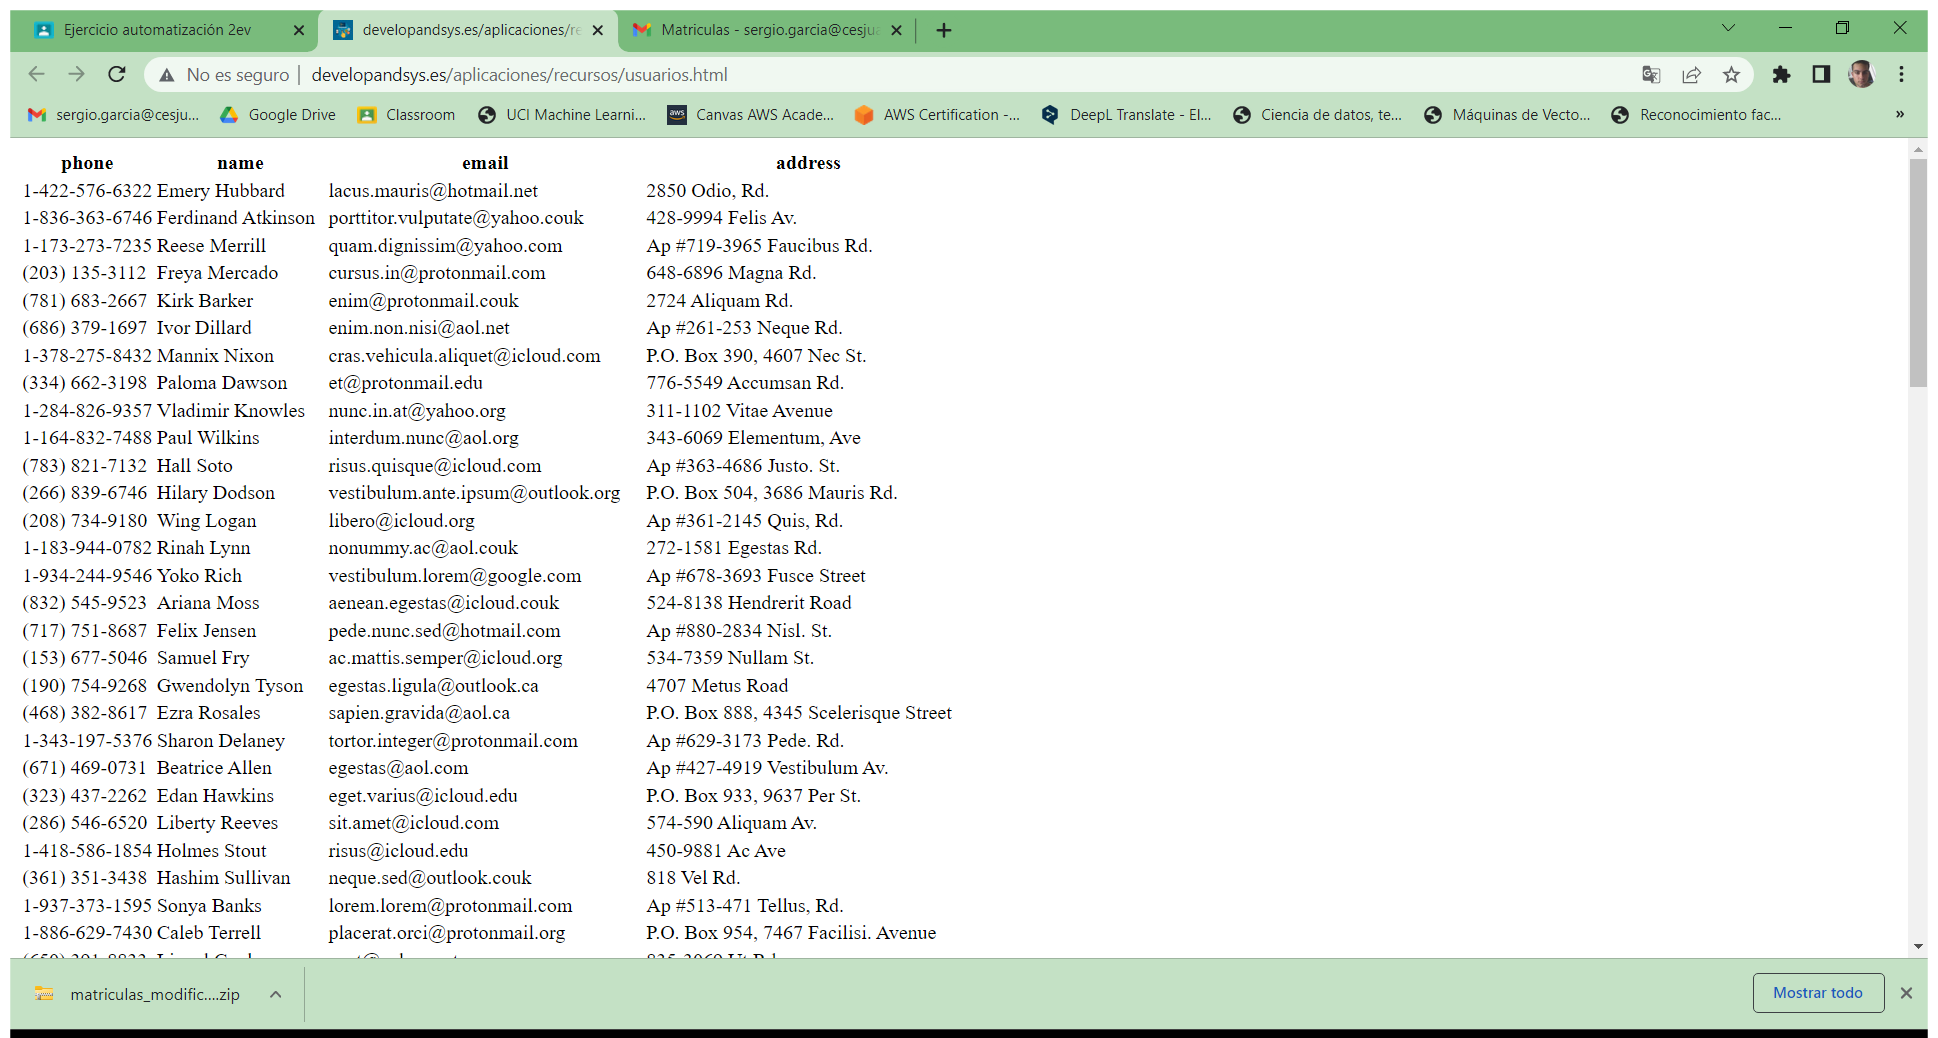 Ejercicio automatización 2ev
developandsys.es/aplicaciones/re
Matriculas - sergio.garcia@cesjua
No es seguro | developandsys.es/aplicaciones/recursos/usuarios.html
sergio.garcia@cesju... Google Drive Classroom UCI Machine Learni... aws Canvas AWS Acade... AWS Certification -... DeepL Translate - El... Ciencia de datos, te... Máquinas de Vecto... Reconocimiento fac... »
phone name email address
1-422-576-6322 Emery Hubbard lacus.mauris@hotmail.net 2850 Odio, Rd.
1-836-363-6746 Ferdinand Atkinson porttitor.vulputate@yahoo.couk 428-9994 Felis Av.
1-173-273-7235 Reese Merrill quam.dignissim@yahoo.com Ap #719-3965 Faucibus Rd.
(203) 135-3112 Freya Mercado cursus.in@protonmail.com 648-6896 Magna Rd.
(781) 683-2667 Kirk Barker enim@protonmail.couk 2724 Aliquam Rd.
(686) 379-1697 Ivor Dillard enim.non.nisi@aol.net Ap #261-253 Neque Rd.
1-378-275-8432 Mannix Nixon cras.vehicula.aliquet@icloud.com P.O. Box 390, 4607 Nec St.
(334) 662-3198 Paloma Dawson et@protonmail.edu 776-5549 Accumsan Rd.
1-284-826-9357 Vladimir Knowles nunc.in.at@yahoo.org 311-1102 Vitae Avenue
1-164-832-7488 Paul Wilkins interdum.nunc@aol.org 343-6069 Elementum, Ave
(783) 821-7132 Hall Soto risus.quisque@icloud.com Ap #363-4686 Justo. St.
(266) 839-6746 Hilary Dodson vestibulum.ante.ipsum@outlook.org P.O. Box 504, 3686 Mauris Rd.
(208) 734-9180 Wing Logan libero@icloud.org Ap #361-2145 Quis, Rd.
1-183-944-0782 Rinah Lynn nonummy.ac@aol.couk 272-1581 Egestas Rd.
1-934-244-9546 Yoko Rich vestibulum.lorem@google.com Ap #678-3693 Fusce Street
(832) 545-9523 Ariana Moss aenean.egestas@icloud.couk 524-8138 Hendrerit Road
(717) 751-8687 Felix Jensen pede.nunc.sed@hotmail.com Ap #880-2834 Nisl. St.
(153) 677-5046 Samuel Fry ac.mattis.semper@icloud.org 534-7359 Nullam St.
(190) 754-9268 Gwendolyn Tyson egestas.ligula@outlook.ca 4707 Metus Road
(468) 382-8617 Ezra Rosales sapien.gravida@aol.ca P.O. Box 888, 4345 Scelerisque Street
1-343-197-5376 Sharon Delaney tortor.integer@protonmail.com Ap #629-3173 Pede. Rd.
(671) 469-0731 Beatrice Allen egestas@aol.com Ap #427-4919 Vestibulum Av.
(323) 437-2262 Edan Hawkins eget.varius@icloud.edu P.O. Box 933, 9637 Per St.
(286) 546-6520 Liberty Reeves sit.amet@icloud.com 574-590 Aliquam Av.
1-418-586-1854 Holmes Stout risus@icloud.edu 450-9881 Ac Ave
(361) 351-3438 Hashim Sullivan neque.sed@outlook.couk 818 Vel Rd.
1-937-373-1595 Sonya Banks lorem.lorem@protonmail.com Ap #513-471 Tellus, Rd.
1-886-629-7430 Caleb Terrell placerat.orci@protonmail.org P.O. Box 954, 7467 Facilisi. Avenue
matriculas_modific....zip
Mostrar todo